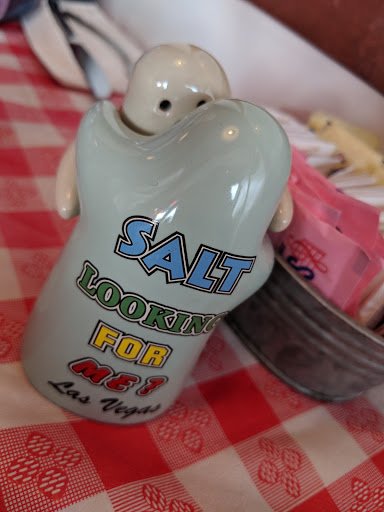 SALT
LOOKING
FOR
ME?
Las Vegas